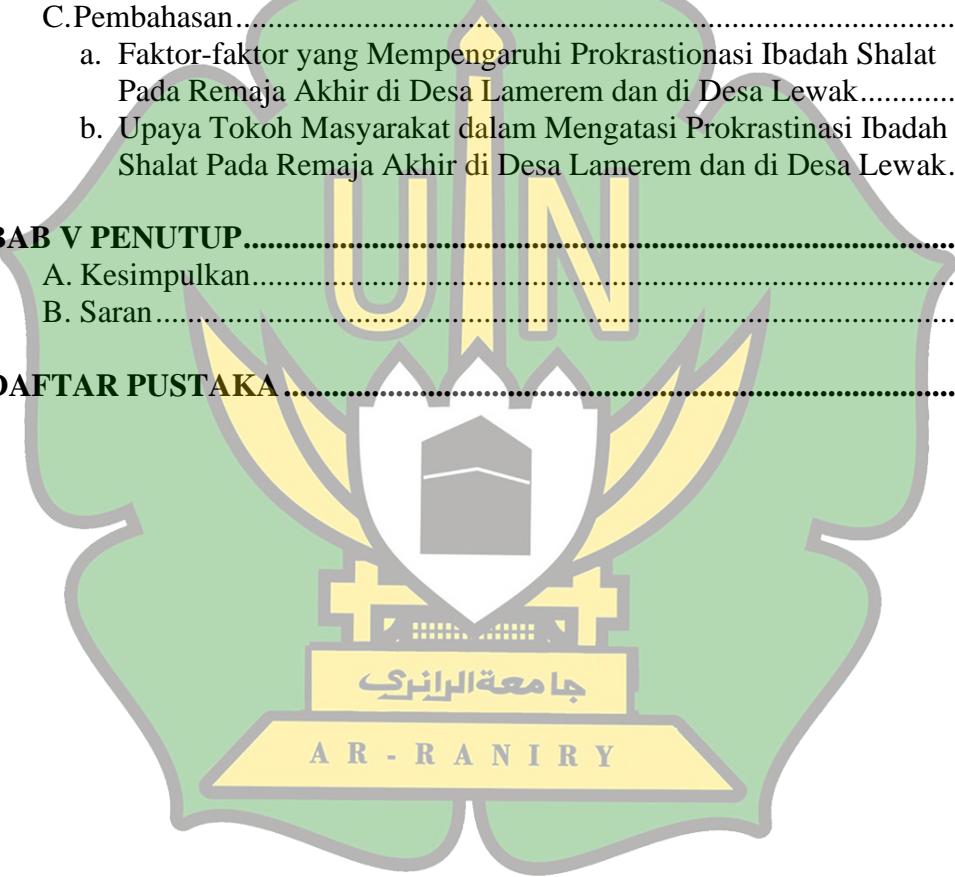 C.Pembahasan............................................................................................
a. Faktor-faktor yang Mempengaruhi Prokrastionasi Ibadah Shalat
Pada Remaja Akhir di Desa Lamerem dan di Desa Lewak............
b. Upaya Tokoh Masyarakat dalam Mengatasi Prokrastinasi Ibadah
Shalat Pada Remaja Akhir di Desa Lamerem dan di Desa Lewak.
BAB V PENUTUP............................................................................................
A. Kesimpulkan............................................................................................
B. Saran............................................................................................
DAFTAR PUSTAKA............................................................................................
UIN
جامعة الرانري
AR-RANIRY